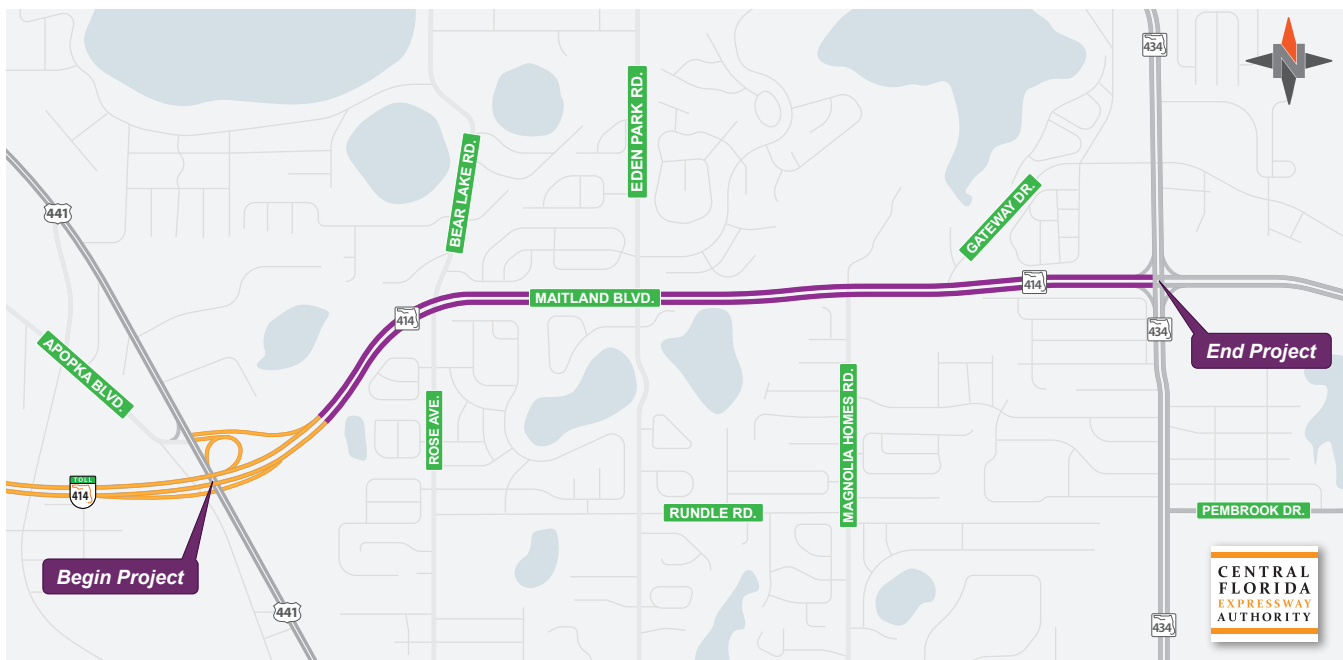 434
N
EDEN PARK RD.
BEAR LAKE RD.
441
GATEWAY DR.
414
MAITLAND BLVD.
414
434
End Project
APOPKA BLVD.
ROSE AVE.
MAGNOLIA HOMES RD.
TOLL
414
RUNDLE RD.
PEMBROOK DR.
Begin Project
441
434
CENTRAL
FLORIDA
EXPRESSWAY
AUTHORITY